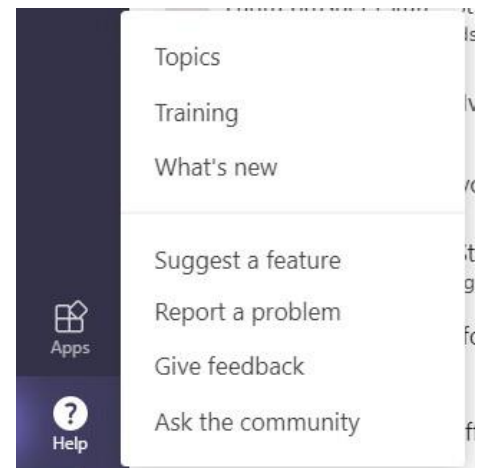 Topics
Training
What's new
Suggest a feature
Report a problem
Give feedback
Ask the community
Apps
Help